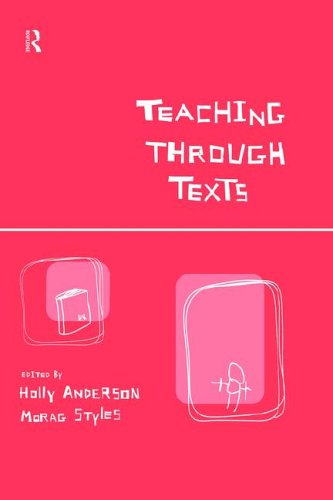 R
ROUTLEDGE
TEACHING
THROUGH
TEXTS
EDITED BY
Holly ANDERSON
MORAG STYLES